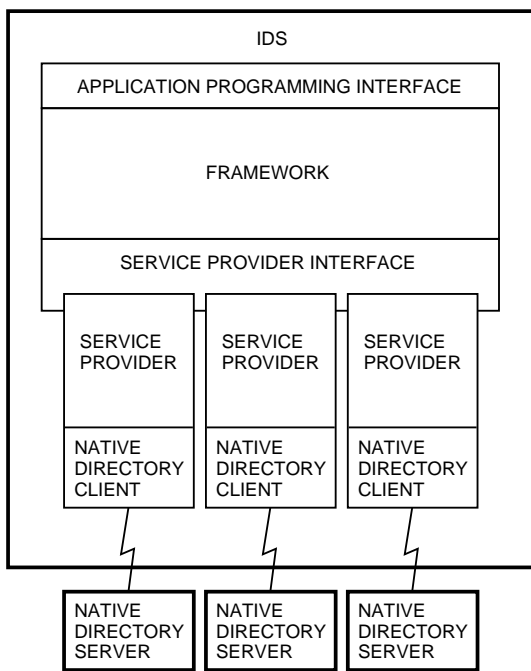 IDS
APPLICATION PROGRAMMING INTERFACE
FRAMEWORK
SERVICE PROVIDER INTERFACE
SERVICE
PROVIDER
SERVICE
PROVIDER
SERVICE
PROVIDER
NATIVE
DIRECTORY
CLIENT
NATIVE
DIRECTORY
CLIENT
NATIVE
DIRECTORY
CLIENT
NATIVE
DIRECTORY
SERVER
NATIVE
DIRECTORY
SERVER
NATIVE
DIRECTORY
SERVER